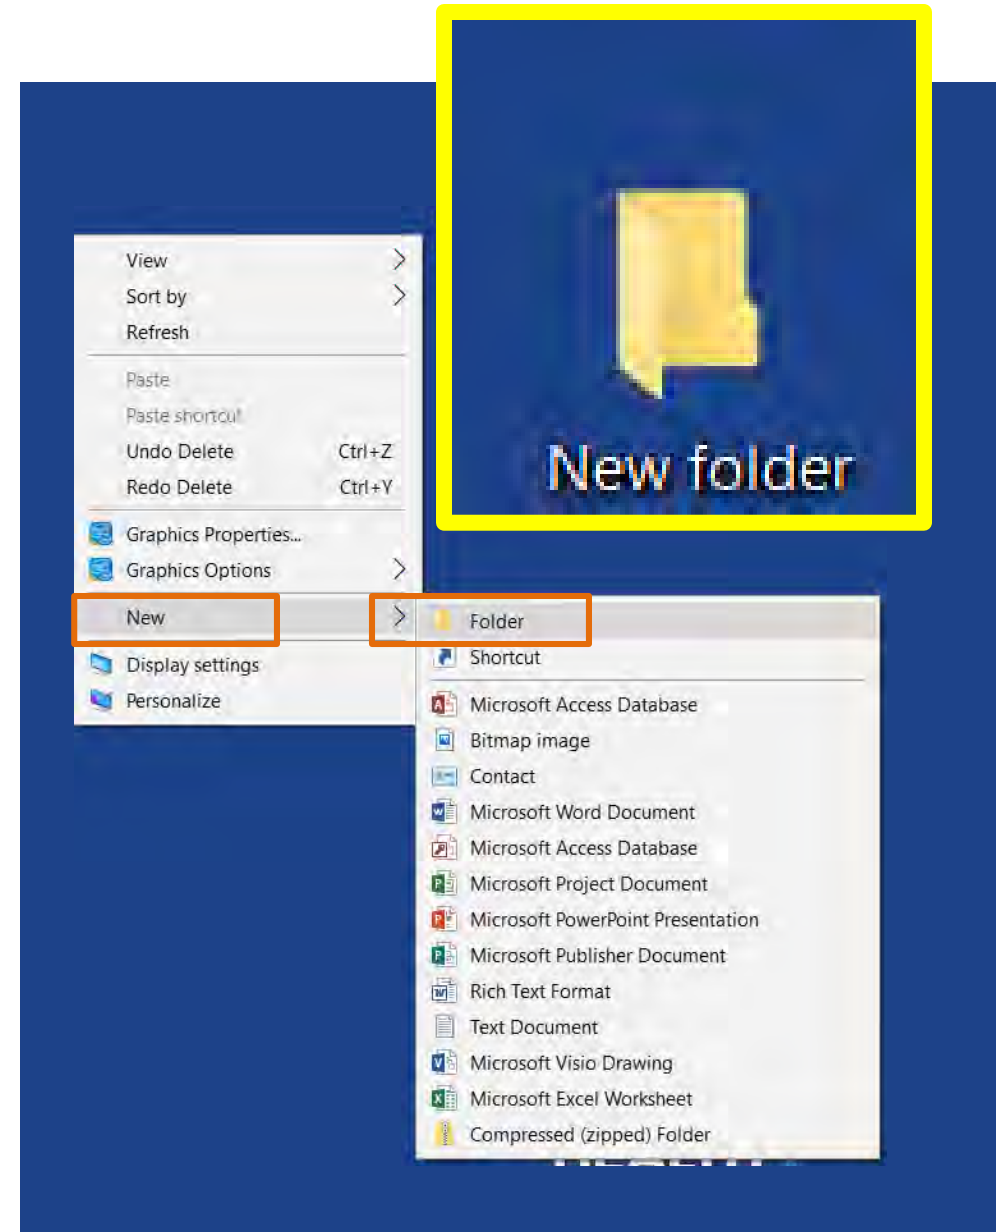 New folder
View
Sort by
Refresh
Paste
Paste shortcut
Undo Delete Ctrl+Z
Redo Delete Ctrl+Y
Graphics Properties...
Graphics Options
New
Display settings
Personalize
Folder
Shortcut
Microsoft Access Database
Bitmap image
Contact
Microsoft Word Document
Microsoft Access Database
Microsoft Project Document
Microsoft PowerPoint Presentation
Microsoft Publisher Document
Rich Text Format
Text Document
Microsoft Visio Drawing
Microsoft Excel Worksheet
Compressed (zipped) Folder